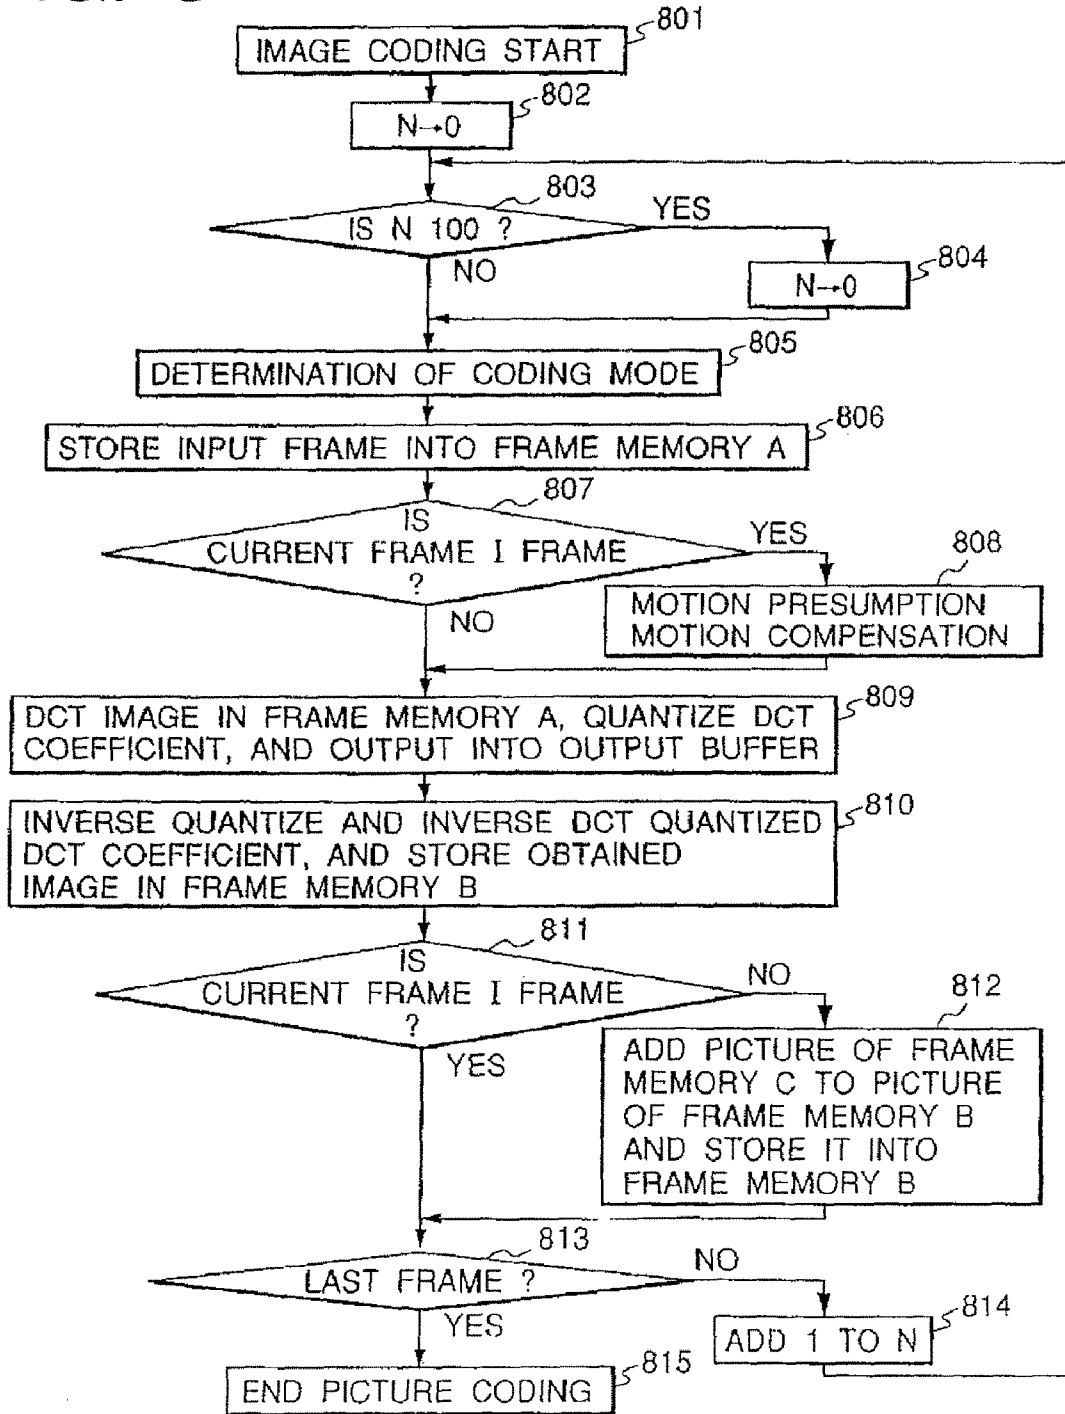 IMAGE CODING START
801
N→0
802
IS N 100 ?
803
YES
NO
N→0
804
DETERMINATION OF CODING MODE
805
STORE INPUT FRAME INTO FRAME MEMORY A
806
IS
CURRENT FRAME I FRAME
?
807
YES
NO
MOTION PRESUMPTION
MOTION COMPENSATION
808
DCT IMAGE IN FRAME MEMORY A, QUANTIZE DCT
COEFFICIENT, AND OUTPUT INTO OUTPUT BUFFER
809
INVERSE QUANTIZE AND INVERSE DCT QUANTIZED
DCT COEFFICIENT, AND STORE OBTAINED
IMAGE IN FRAME MEMORY B
810
IS
CURRENT FRAME I FRAME
?
811
NO
YES
ADD PICTURE OF FRAME
MEMORY C TO PICTURE
OF FRAME MEMORY B
AND STORE IT INTO
FRAME MEMORY B
812
LAST FRAME ?
813
NO
YES
ADD 1 TO N
814
END PICTURE CODING
815